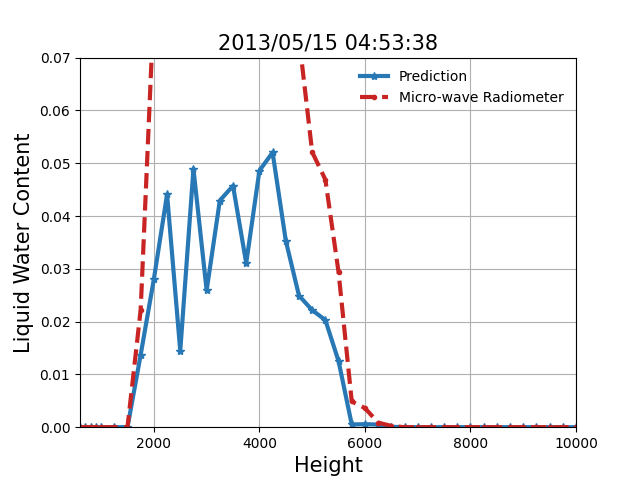 2013/05/15 04:53:38
Liquid Water Content
0.07
0.06
0.05
0.04
0.03
0.02
0.01
0.00
Prediction
Micro-wave Radiometer
2000 4000 6000 8000 10000
Height